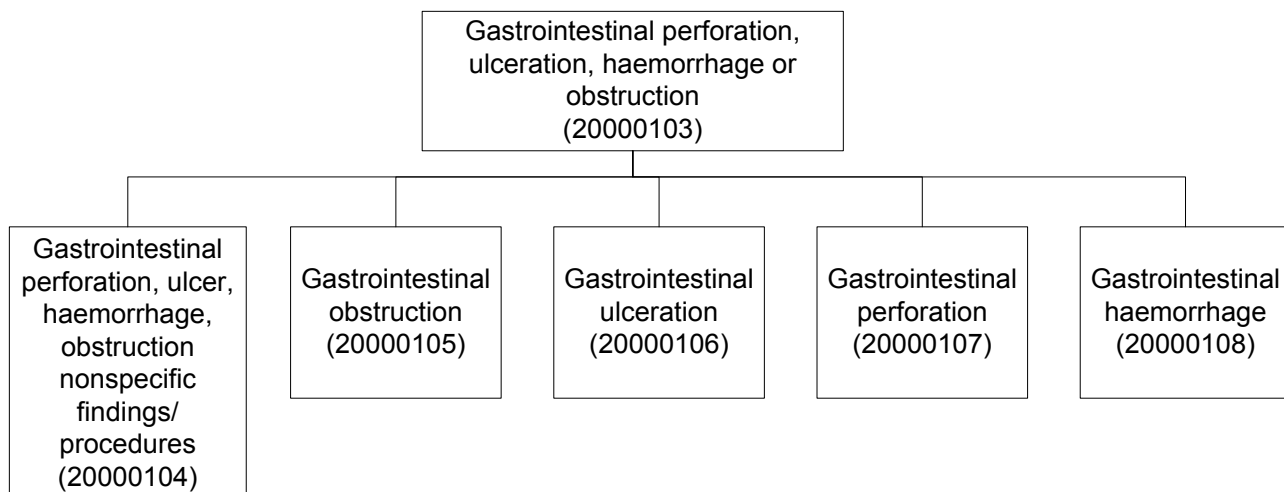 Gastrointestinal perforation,
ulceration, haemorrhage or
obstruction
(20000103)
Gastrointestinal
perforation, ulcer,
haemorrhage,
obstruction
nonspecific
findings/
procedures
(20000104)
Gastrointestinal
obstruction
(20000105)
Gastrointestinal
ulceration
(20000106)
Gastrointestinal
perforation
(20000107)
Gastrointestinal
haemorrhage
(20000108)